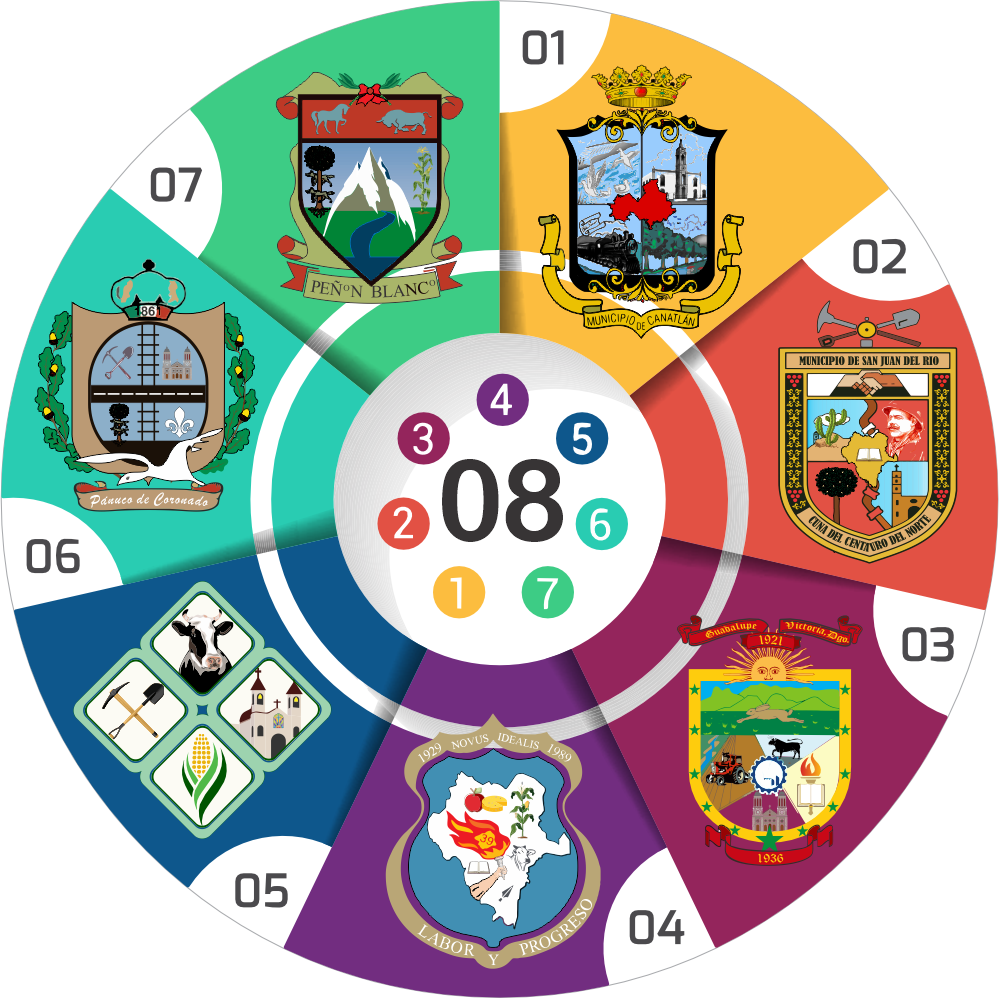 01
MUNICIPIO DE CANATLÁN
02
MUNICIPIO DE SAN JUAN DEL RIO
CUNA DEL CENTAURO DEL NORTE
03
Guadalupe Victoria, Dgo.
1921
1936
04
1929 NOVUS IDEALIS 1989
LABOR Y PROGRESO
05
06
1861
Pánuco de Coronado
07
PEÑON BLANCO
08
4
3
5
2
6
1
7